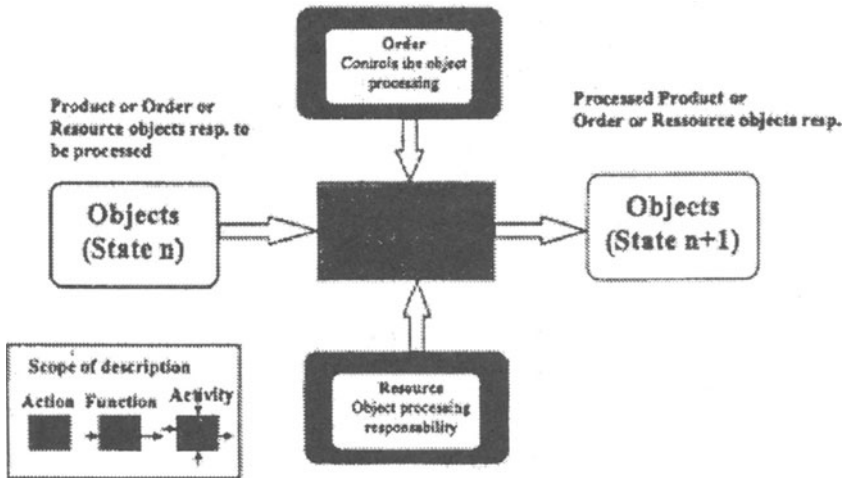 Order
Controls the object
processing
Product or Order or
Resource objects resp. to
be processed
Processed Product or
Order or Ressource objects resp.
Objects
(State n)
Objects
(State n+1)
Scope of description
Action Function Activity
Resource
Object processing
responsability